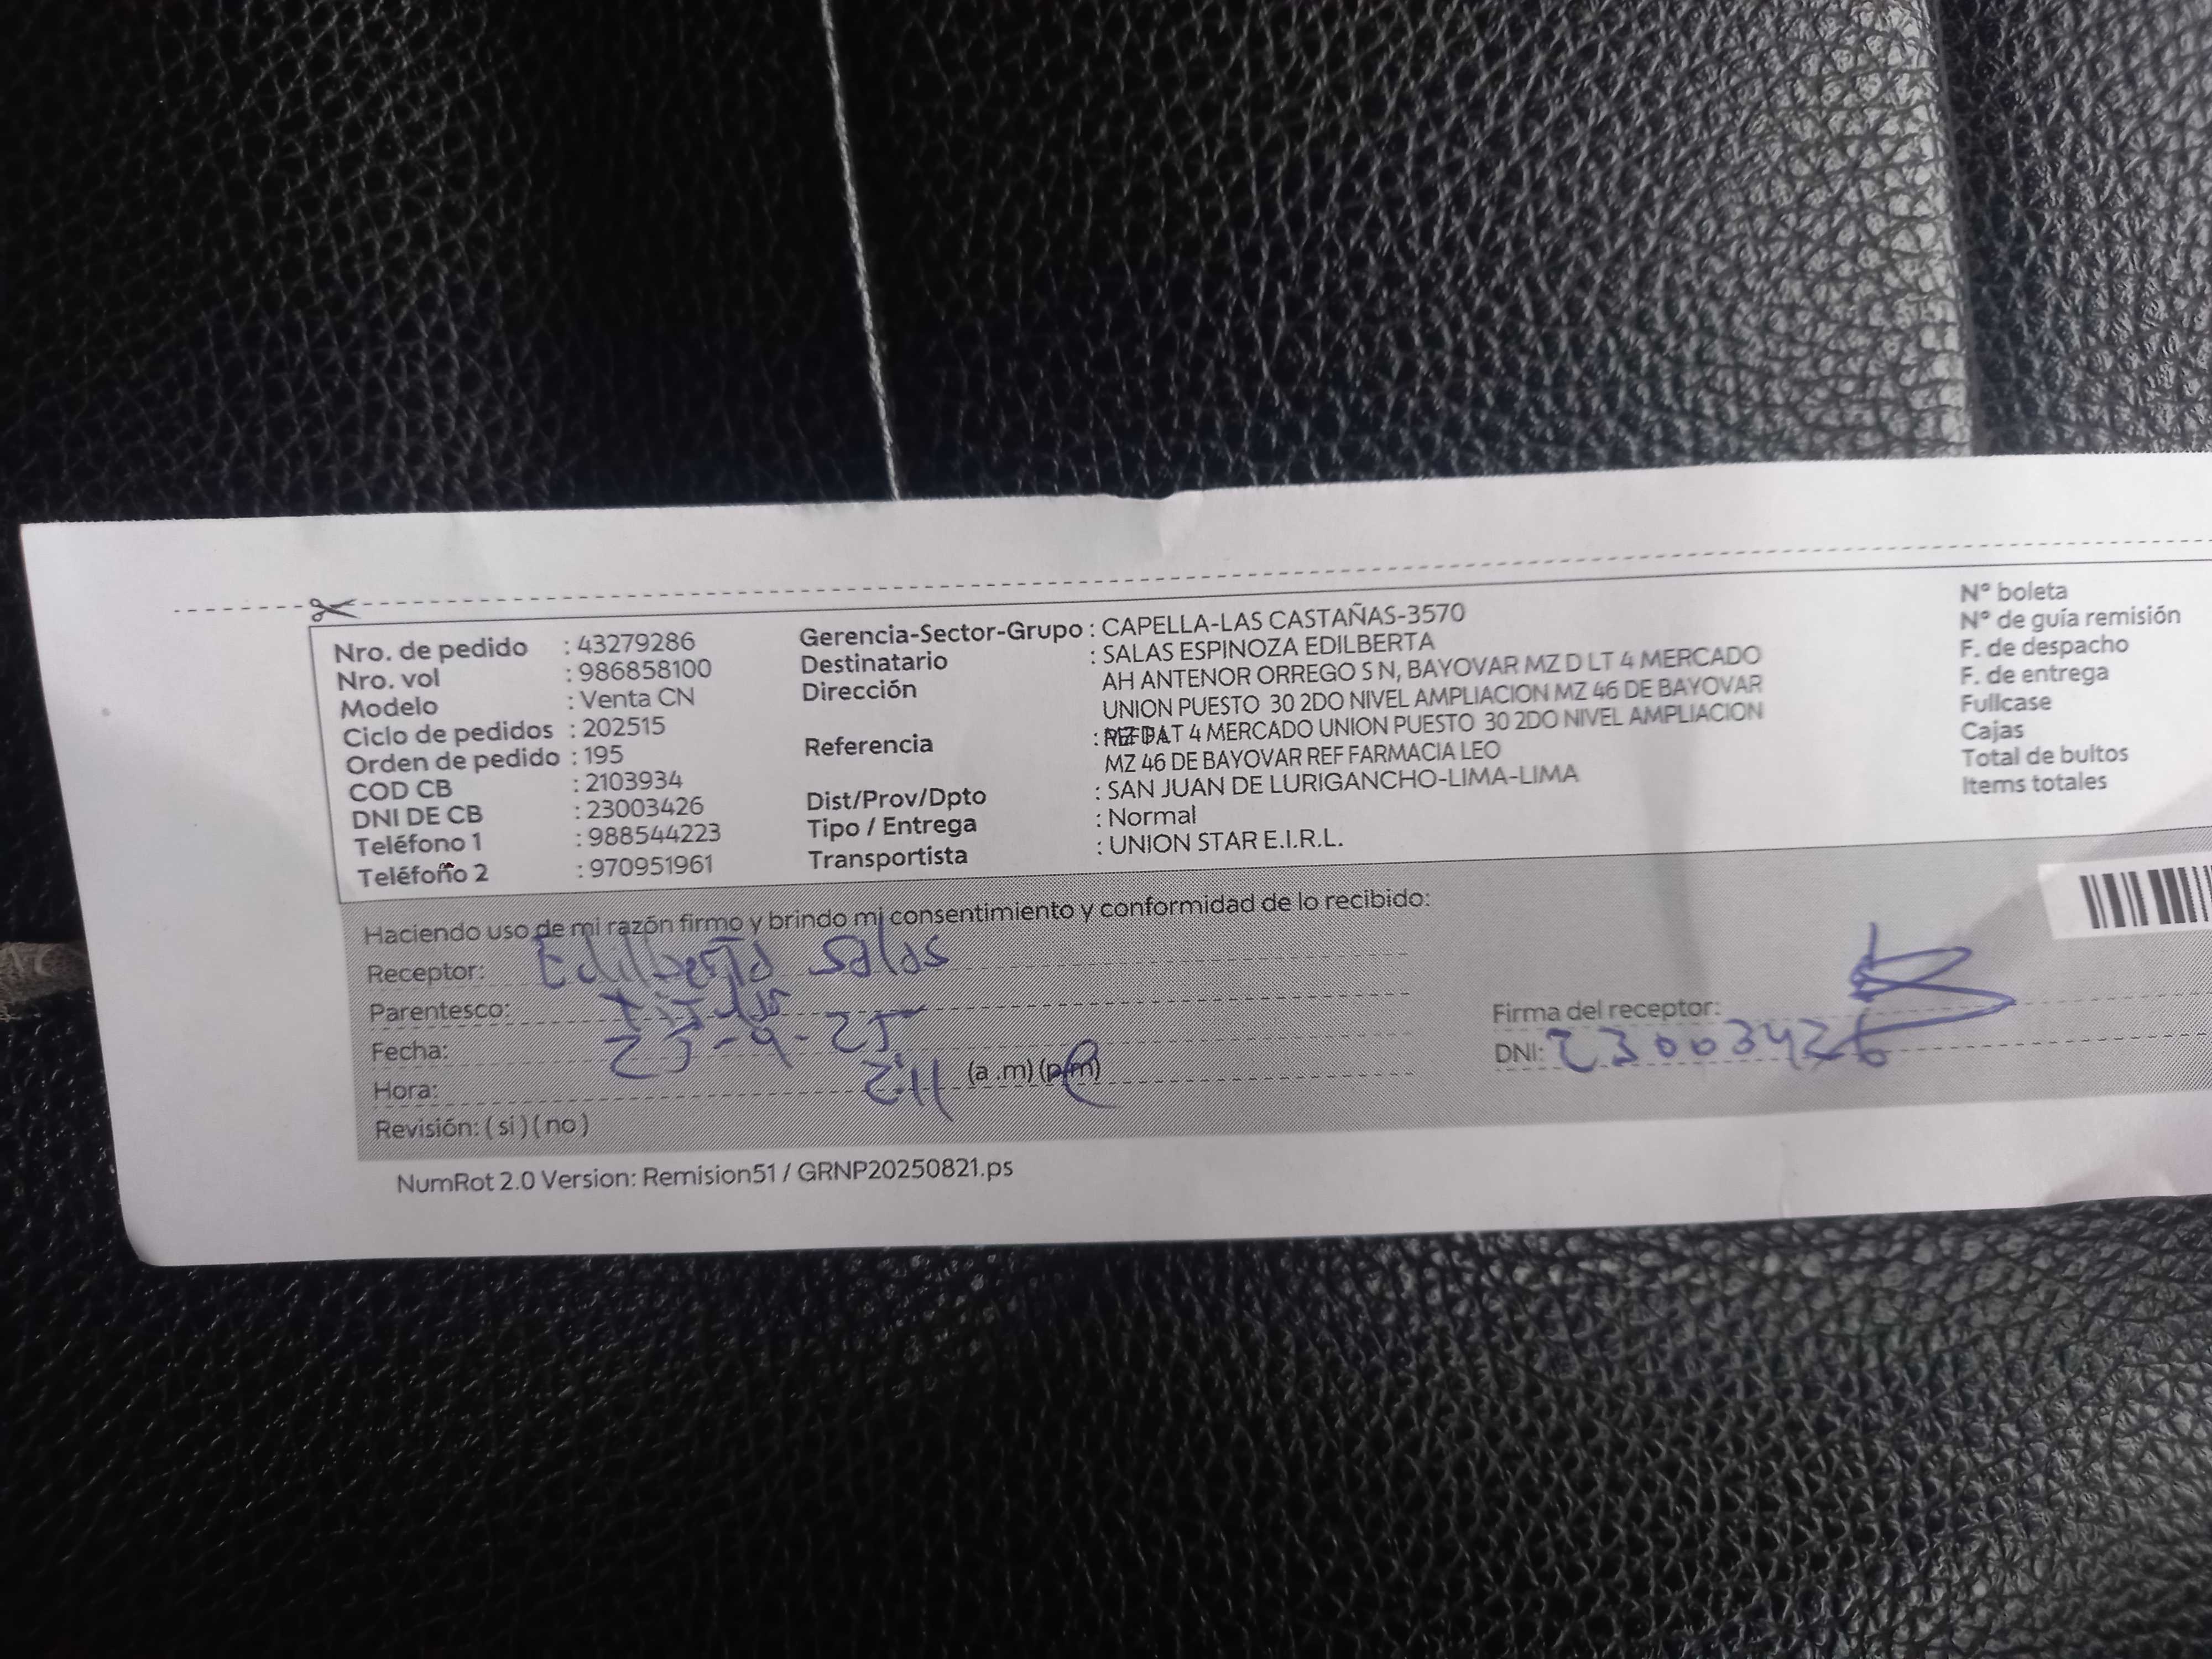 Nro. de pedido : 43279286
Nro. vol : 986858100
Modelo : Venta CN
Ciclo de pedidos : 202515
Orden de pedido : 195
COD CB : 2103934
DNI DE CB : 23003426
Teléfono 1 : 988544223
Teléfono 2 : 970951961
Gerencia-Sector-Grupo : CAPELLA-LAS CASTAÑAS-3570
Destinatario : SALAS ESPINOZA EDILBERTA
Dirección AH ANTENOR ORREGO S N, BAYOVAR MZ D LT 4 MERCADO
UNION PUESTO 30 2DO NIVEL AMPLIACION MZ 46 DE BAYOVAR
Referencia : LT 4 MERCADO UNION PUESTO 30 2DO NIVEL AMPLIACION
MZ 46 DE BAYOVAR REF FARMACIA LEO
Dist/Prov/Dpto : SAN JUAN DE LURIGANCHO-LIMA-LIMA
Tipo / Entrega : Normal
Transportista : UNION STAR E.I.R.L.
N° boleta
N° de guía remisión
F. de despacho
F. de entrega
Fullcase
Cajas
Total de bultos
Items totales
Haciendo uso de mi razón firmo y brindo mi consentimiento y conformidad de lo recibido:
Receptor: Edilberta Salas
Parentesco:
Fecha: 25-9-25
Hora: 2:11 (a .m) (p.m)
Revisión: ( si ) ( no )
Firma del receptor:
DNI: 23003426
NumRot 2.0 Version: Remision51 / GRNP20250821.ps